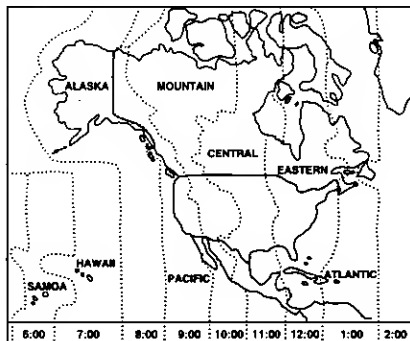 ALASKA MOUNTAIN
CENTRAL
EASTERN
HAWAII
SAMOA
PACIFIC
ATLANTIC
6:00 7:00 8:00 9:00 10:00 11:00 12:00 1:00 2:00